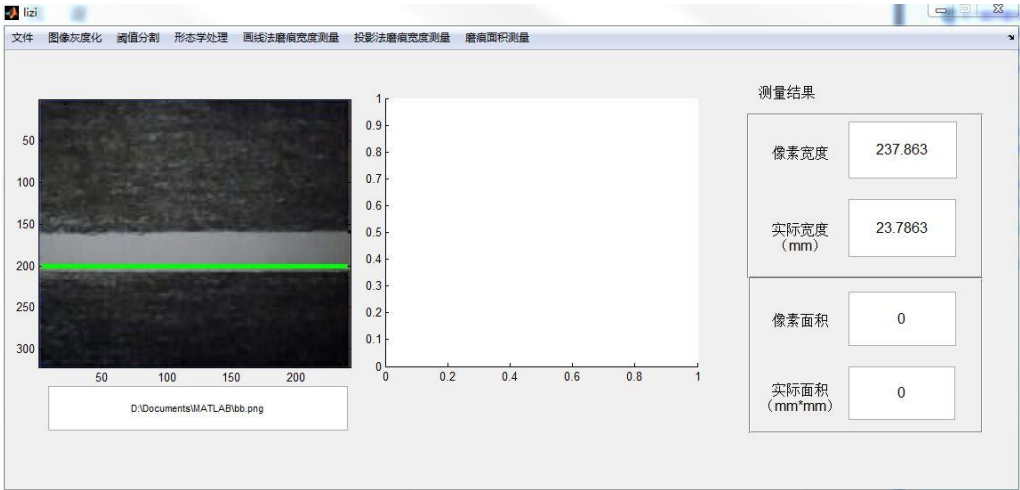 lizi
文件 图像灰度化 阈值分割 形态学处理 画线法磨痕宽度测量 投影法磨痕宽度测量 磨痕面积测量
50
100
150
200
250
300
50 100 150 200
D:\Documents\MATLAB\bb.png
1
0.9
0.8
0.7
0.6
0.5
0.4
0.3
0.2
0.1
0
0 0.2 0.4 0.6 0.8 1
测量结果
像素宽度 237.863
实际宽度
(mm) 23.7863
像素面积 0
实际面积
(mm*mm) 0